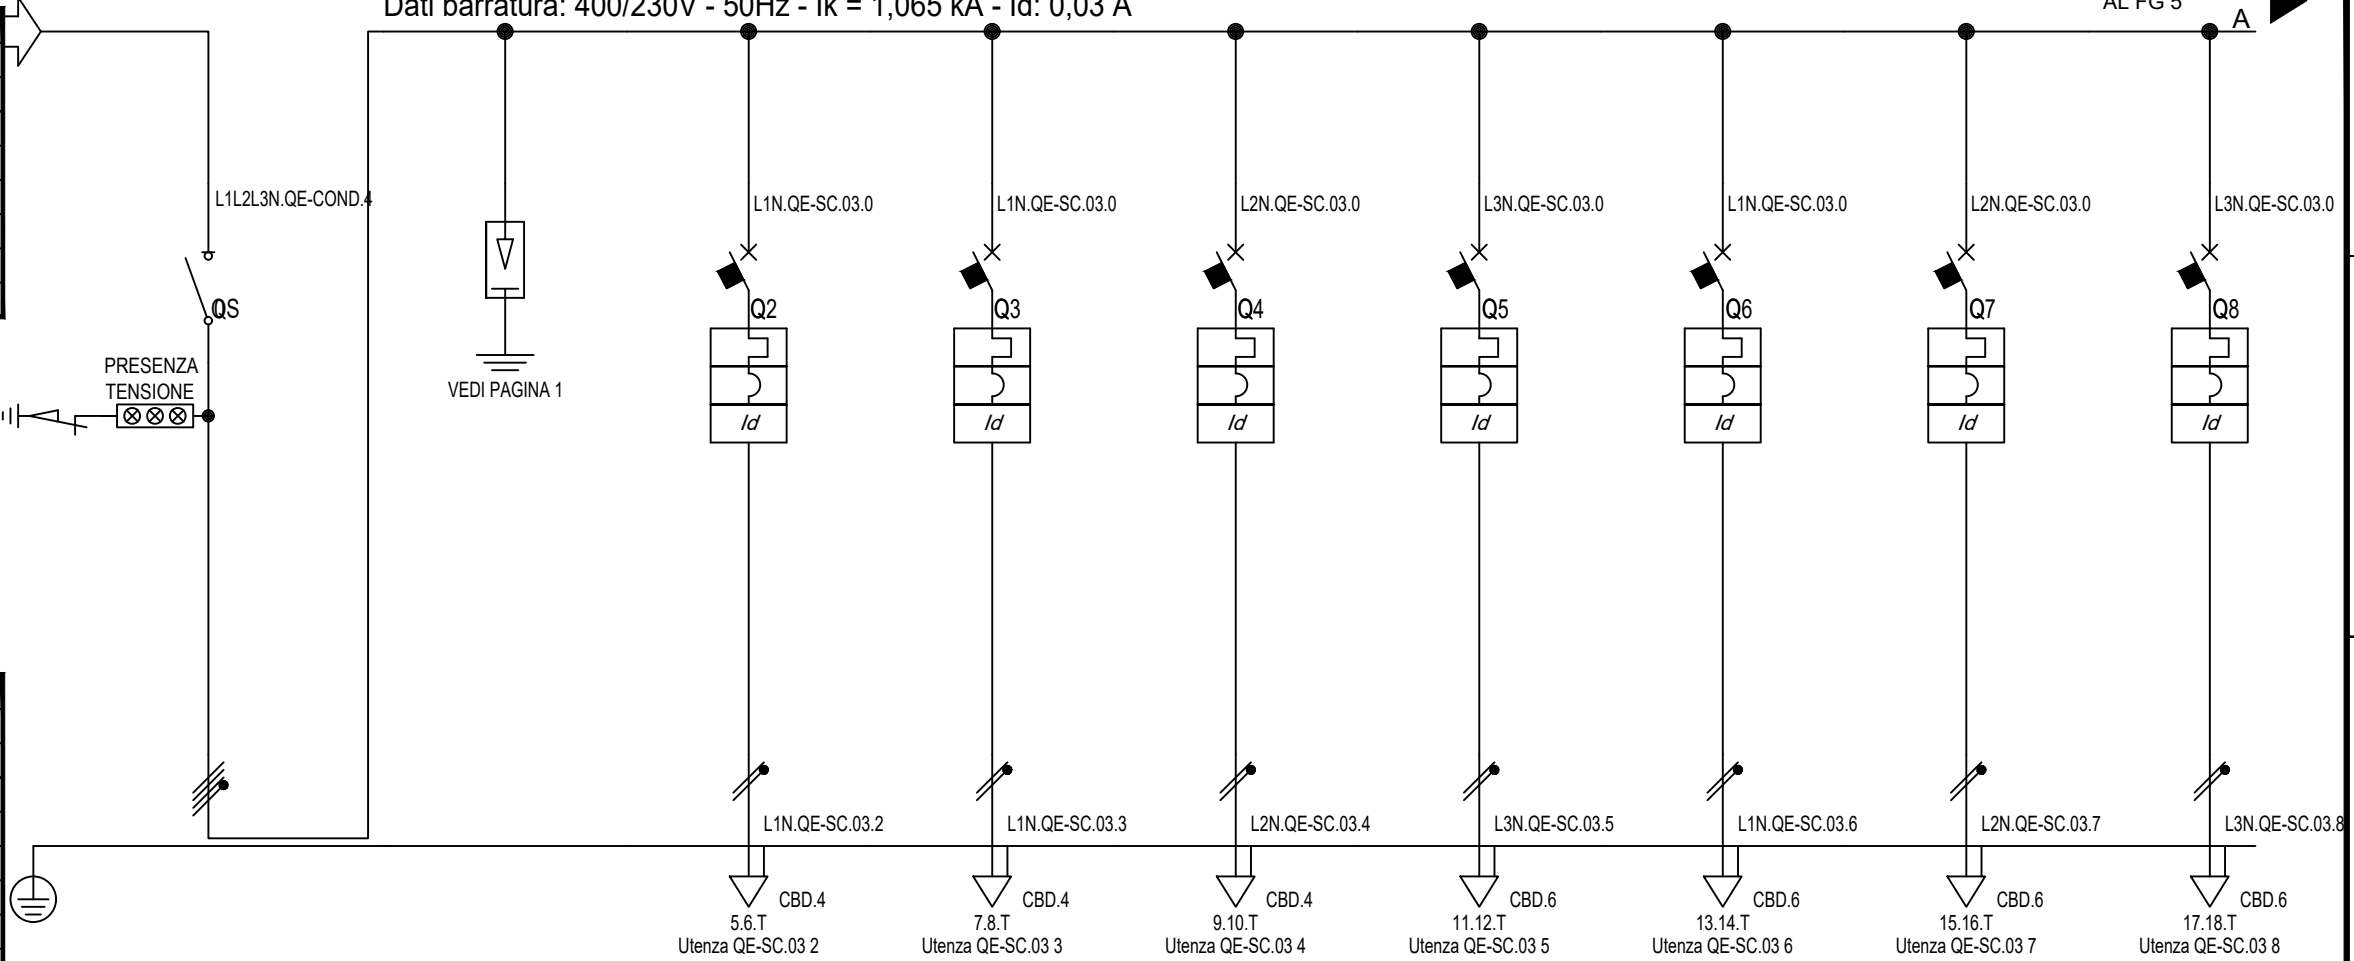 Dati barratura: 400/230V - 50Hz - Ik = 1,065 kA - Id: 0,03 A
AL FG 5
A
L1L2L3N.QE-COND.4
L1N.QE-SC.03.0
L1N.QE-SC.03.0
L2N.QE-SC.03.0
L3N.QE-SC.03.0
L1N.QE-SC.03.0
L2N.QE-SC.03.0
L3N.QE-SC.03.0
QS
Q2
Q3
Q4
Q5
Q6
Q7
Q8
PRESENZA
TENSIONE
VEDI PAGINA 1
Id
Id
Id
Id
Id
Id
Id
L1N.QE-SC.03.2
L1N.QE-SC.03.3
L2N.QE-SC.03.4
L3N.QE-SC.03.5
L1N.QE-SC.03.6
L2N.QE-SC.03.7
L3N.QE-SC.03.8
CBD.4
CBD.4
CBD.4
CBD.6
CBD.6
CBD.6
CBD.6
5.6.T
7.8.T
9.10.T
11.12.T
13.14.T
15.16.T
17.18.T
Utenza QE-SC.03 2
Utenza QE-SC.03 3
Utenza QE-SC.03 4
Utenza QE-SC.03 5
Utenza QE-SC.03 6
Utenza QE-SC.03 7
Utenza QE-SC.03 8